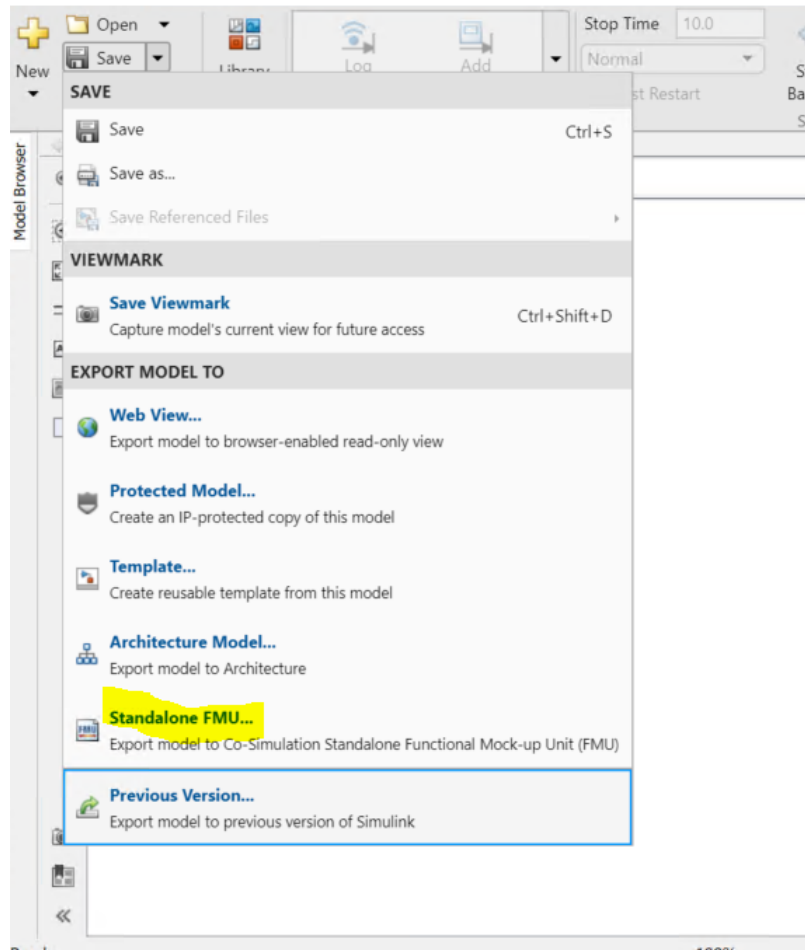 Open
Stop Time 10.0
Save
Normal
New
Library
Log
Add
st Restart
Ba
SAVE
Save Ctrl+S
Save as...
Save Referenced Files
Model Browser
VIEWMARK
Save Viewmark
Capture model's current view for future access
Ctrl+Shift+D
EXPORT MODEL TO
Web View...
Export model to browser-enabled read-only view
Protected Model...
Create an IP-protected copy of this model
Template...
Create reusable template from this model
Architecture Model...
Export model to Architecture
Standalone FMU...
FMU
Export model to Co-Simulation Standalone Functional Mock-up Unit (FMU)
Previous Version...
Export model to previous version of Simulink